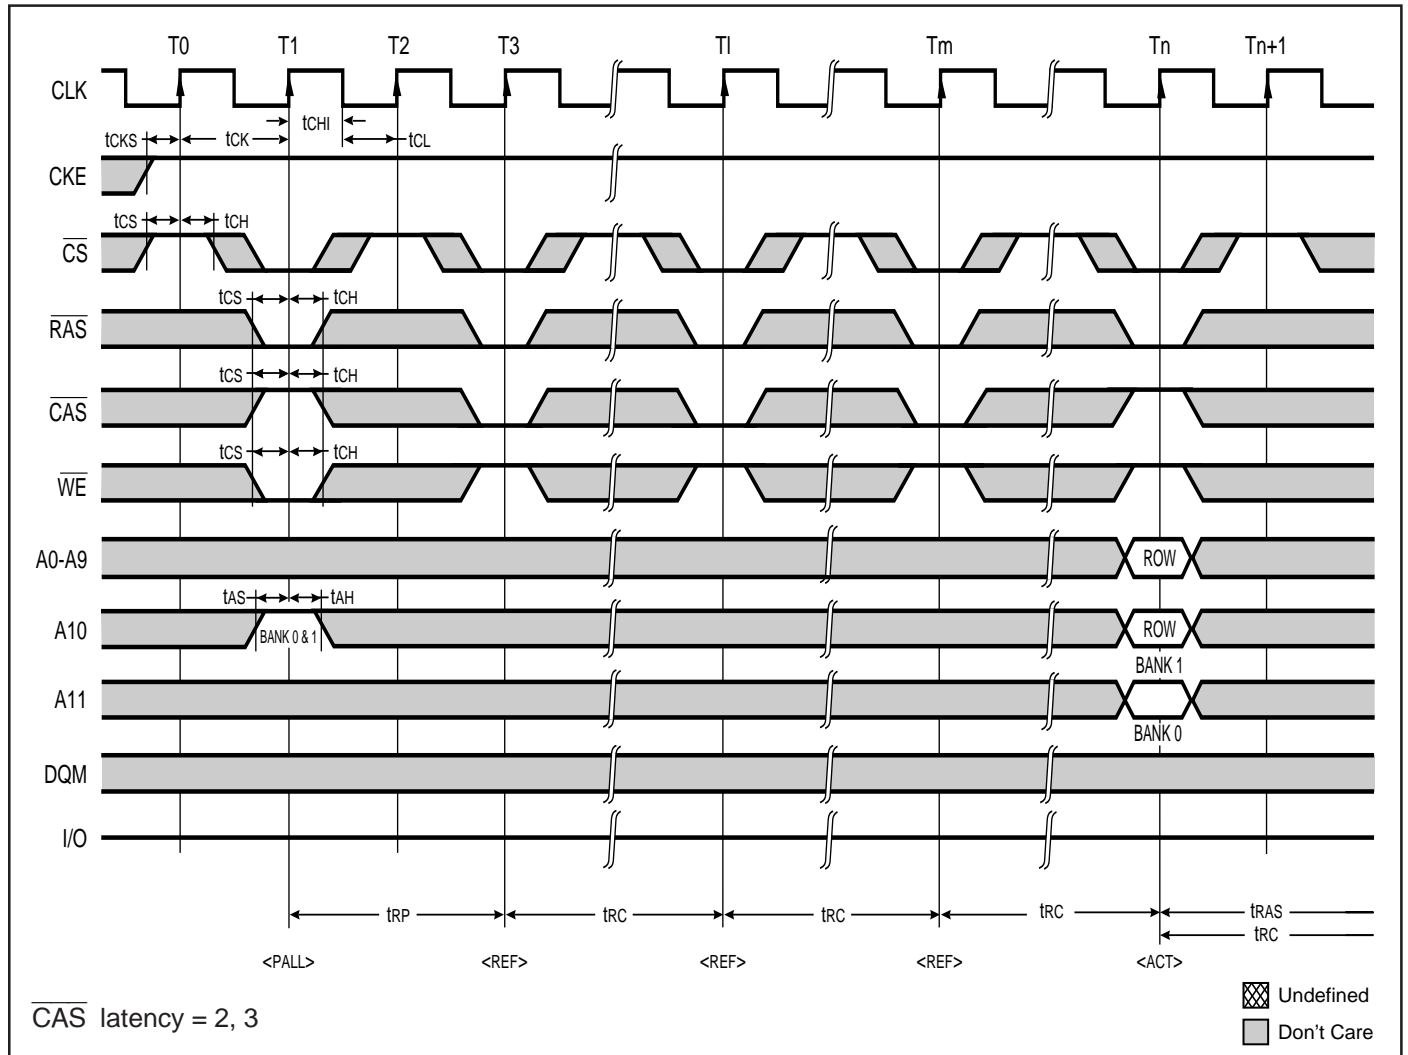 T0 T1 T2 T3 Tl Tm Tn Tn+1
CLK
tCHI
tCKS tCK tCL
CKE
tCS tCH
CS
tCS tCH
RAS
tCS tCH
CAS
tCS tCH
WE
A0-A9 ROW
tAS tAH
A10 BANK 0 & 1 ROW
BANK 1
A11
BANK 0
DQM
I/O
tRP tRC tRC tRC tRAS
tRC
<PALL> <REF> <REF> <REF> <ACT>
Undefined
CAS latency = 2, 3
Don't Care